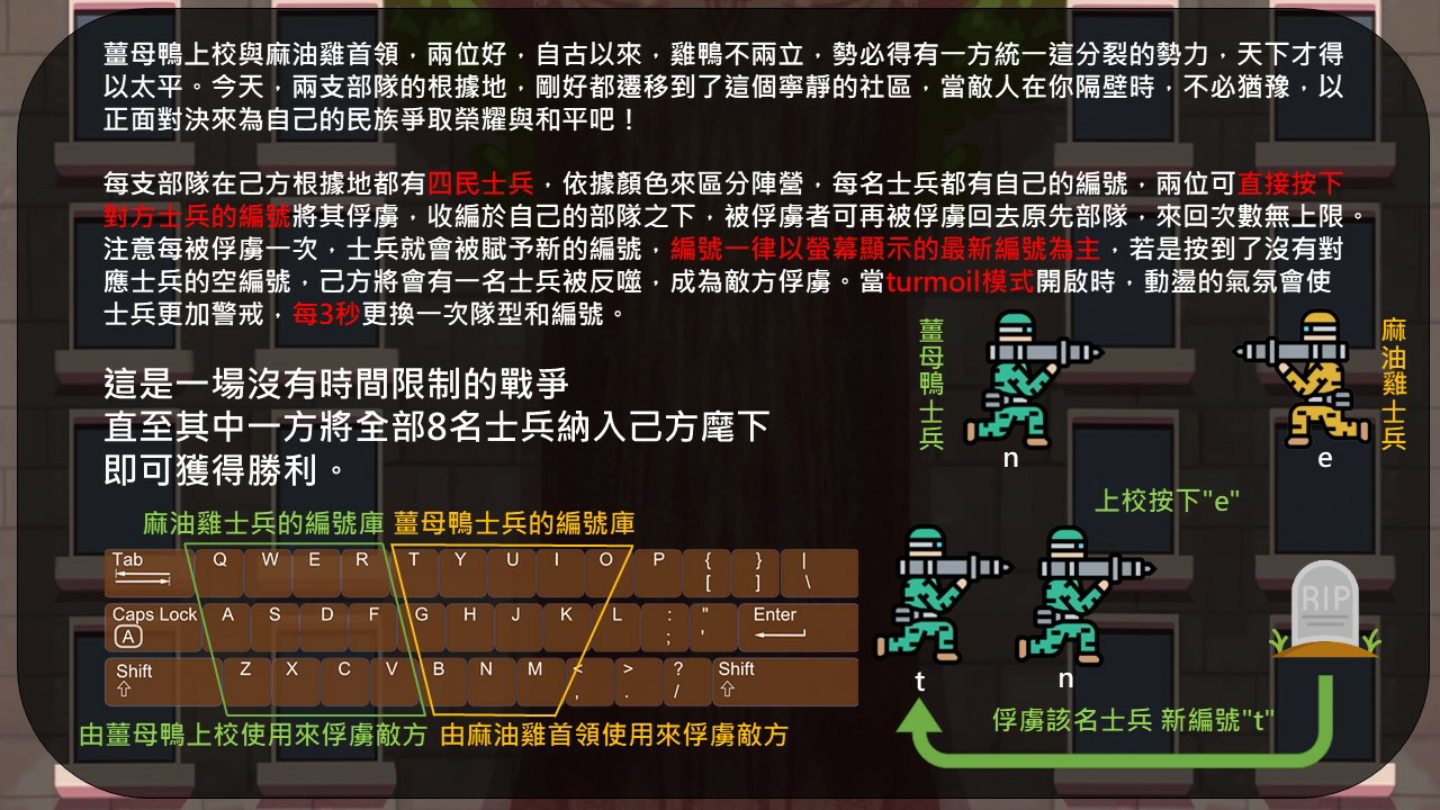 薑母鴨上校與麻油雞首領，兩位好，自古以來，雞鴨不兩立，勢必得有一方統一這分裂的勢力，天下才得
以太平。今天，兩支部隊的根據地，剛好都遷移到了這個寧靜的社區，當敵人在你隔壁時，不必猶豫，以
正面對決來為自己的民族爭取榮耀與和平吧！
每支部隊在己方根據地都有四民士兵，依據顏色來區分陣營，每名士兵都有自己的編號，兩位可直接按下
對方士兵的編號將其俘虜，收編於自己的部隊之下，被俘虜者可再被俘虜回去原先部隊，來回次數無上限。
注意每被俘虜一次，士兵就會被賦予新的編號，編號一律以螢幕顯示的最新編號為主，若是按到了沒有對
應士兵的空編號，己方將會有一名士兵被反噬，成為敵方俘虜。當turmoil模式開啟時，動盪的氣氛會使
士兵更加警戒，每3秒更換一次隊型和編號。
薑母鴨士兵
麻油雞士兵
n
e
這是一場沒有時間限制的戰爭
直至其中一方將全部8名士兵納入己方麾下
即可獲得勝利。
上校按下"e"
麻油雞士兵的編號庫 薑母鴨士兵的編號庫
Tab Q W E R T Y U I O P { [ } ] | \
Caps Lock A A S D F G H J K L : ; " ' Enter
Shift Z X C V B N M < , > . ? / Shift
RIP
t
n
俘虜該名士兵 新編號"t"
由薑母鴨上校使用來俘虜敵方 由麻油雞首領使用來俘虜敵方